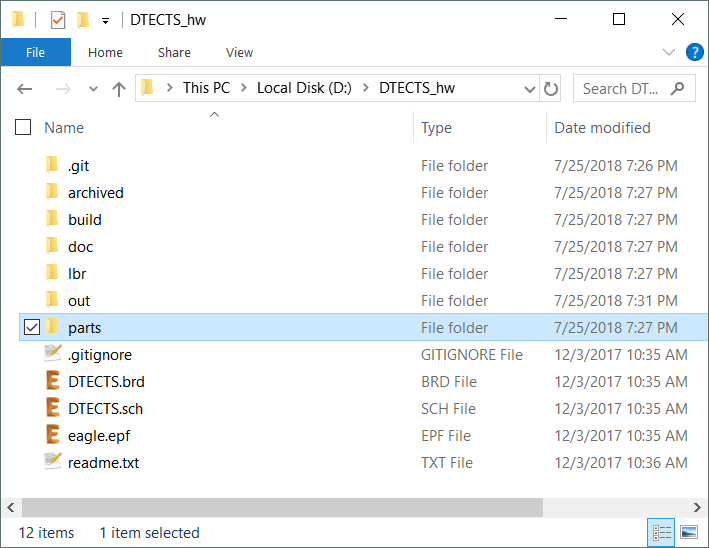 DTECTS_hw
File Home Share View
This PC Local Disk (D:) DTECTS_hw Search DT...
Name Type Date modified
.git File folder 7/25/2018 7:26 PM
archived File folder 7/25/2018 7:27 PM
build File folder 7/25/2018 7:27 PM
doc File folder 7/25/2018 7:27 PM
lbr File folder 7/25/2018 7:27 PM
out File folder 7/25/2018 7:31 PM
parts File folder 7/25/2018 7:27 PM
.gitignore GITIGNORE File 12/3/2017 10:35 AM
DTECTS.brd BRD File 12/3/2017 10:35 AM
DTECTS.sch SCH File 12/3/2017 10:35 AM
eagle.epf EPF File 12/3/2017 10:35 AM
readme.txt TXT File 12/3/2017 10:36 AM
12 items 1 item selected